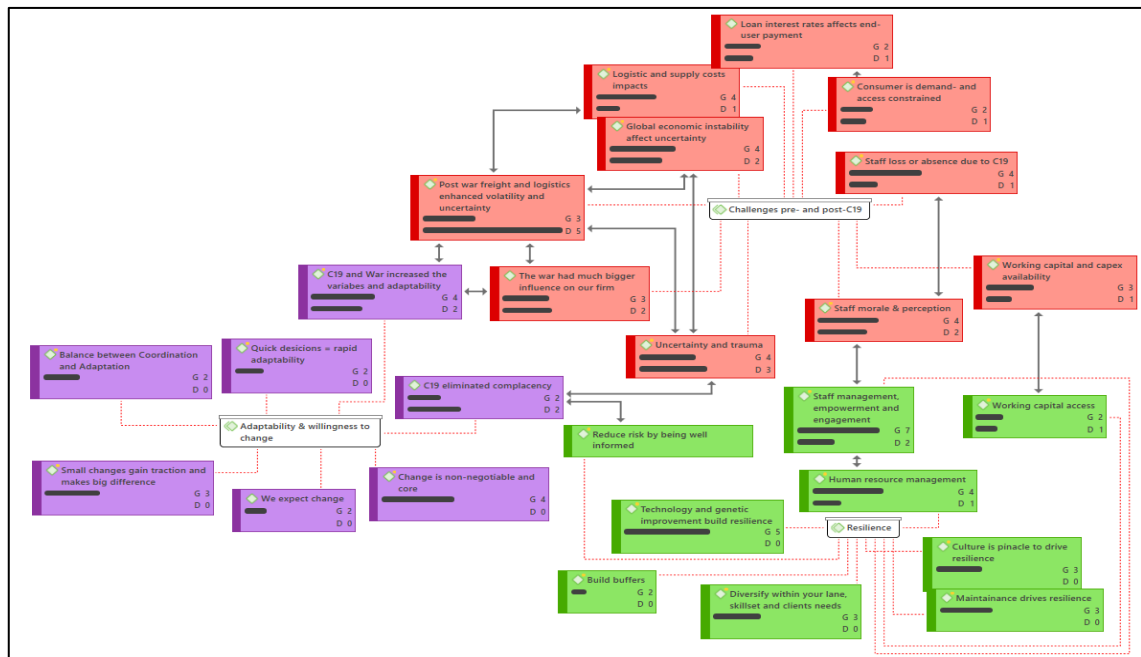 Loan interest rates affects end-
user payment
G 2
D 1
Logistic and supply costs
impacts
G 4
D 1
Consumer is demand- and
access constrained
G 2
D 1
Global economic instability
affect uncertainty
G 4
D 2
Staff loss or absence due to C19
G 4
D 1
Post war freight and logistics
enhanced volatility and
uncertainty
G 3
D 5
Challenges pre- and post-C19
C19 and War increased the
variabes and adaptability
G 4
D 2
The war had much bigger
influence on our firm
G 3
D 2
Working capital and capex
availability
G 3
D 1
Staff morale & perception
G 4
D 2
Uncertainty and trauma
G 4
D 3
Balance between Coordination
and Adaptation
G 2
D 0
Quick desicions = rapid
adaptability
G 2
D 0
C19 eliminated complacency
G 2
D 2
Staff management,
empowerment and
engagement
G 7
D 2
Working capital access
G 2
D 1
Adaptability & willingness to
change
Reduce risk by being well
informed
Small changes gain traction and
makes big difference
G 3
D 0
We expect change
G 2
D 0
Change is non-negotiable and
core
G 4
D 0
Human resource management
G 4
D 1
Technology and genetic
improvement build resilience
G 5
D 0
Resilience
Culture is pinacle to drive
resilience
G 3
D 0
Build buffers
G 2
D 0
Diversify within your lane,
skillset and clients needs
G 3
D 0
Maintainance drives resilience
G 3
D 0